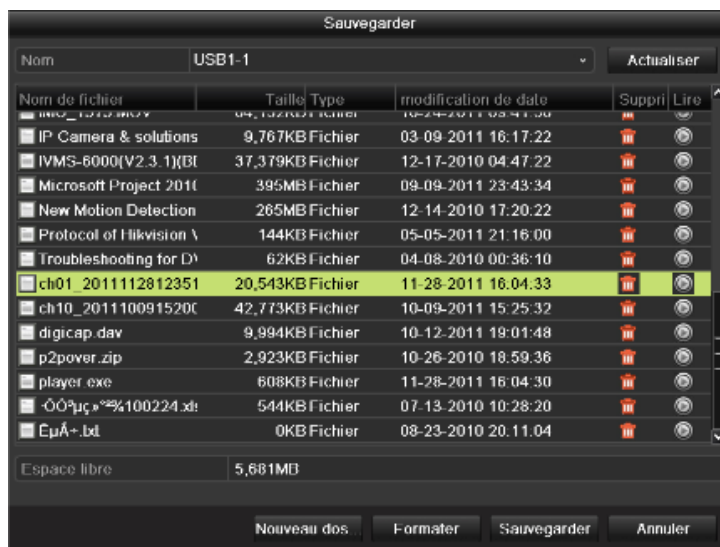 Sauvegarder
Nom USB1-1 Actualiser
Nom de fichier Taille Type modification de date Suppri Lire
IP Camera & solutions 9,767KB Fichier 03-09-2011 16:17:22
IVMS-6000(V2.3.1)(BI 37,379KB Fichier 12-17-2010 04:47:22
Microsoft Project 201( 395MB Fichier 09-09-2011 23:43:34
New Motion Detection 265MB Fichier 12-14-2010 17:20:22
Protocol of Hikvision \ 144KB Fichier 05-05-2011 21:16:00
Troubleshooting for D\ 62KB Fichier 04-08-2010 00:36:10
ch01_2011112812351 20,543KB Fichier 11-28-2011 16:04:33
ch10_201110091520( 42,773KB Fichier 10-09-2011 15:25:32
digicap.dav 9,994KB Fichier 10-12-2011 19:01:48
p2pover.zip 2,923KB Fichier 10-26-2010 18:59:36
player.exe 608KB Fichier 11-28-2011 16:04:30
544KB Fichier 07-13-2010 10:28:20
ÊµÃ÷.txt 0KB Fichier 08-23-2010 20:11:04
Espace libre 5,681MB
Nouveau dos... Formater Sauvegarder Annuler